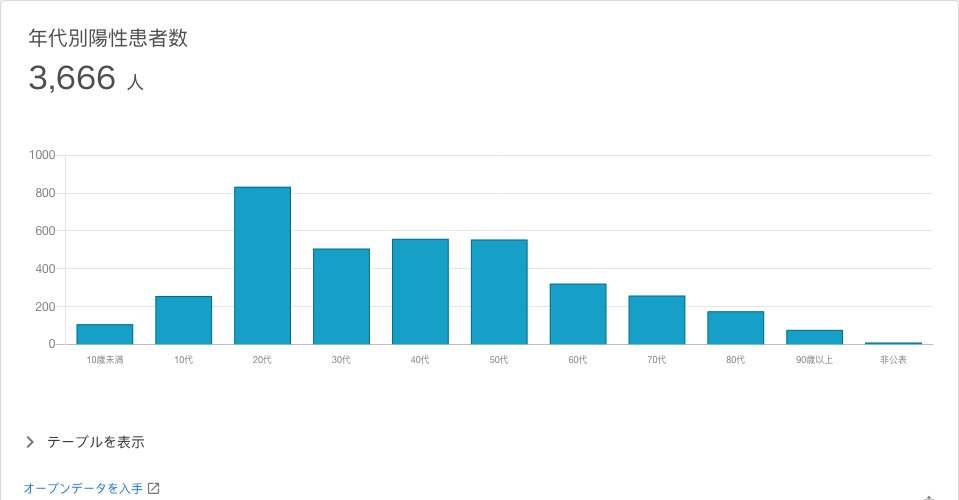 年代別陽性患者数
3,666 人
1000
800
600
400
200
0
10歳未満 10代 20代 30代 40代 50代 60代 70代 80代 90歳以上 非公表
テーブルを表示
オープンデータを入手